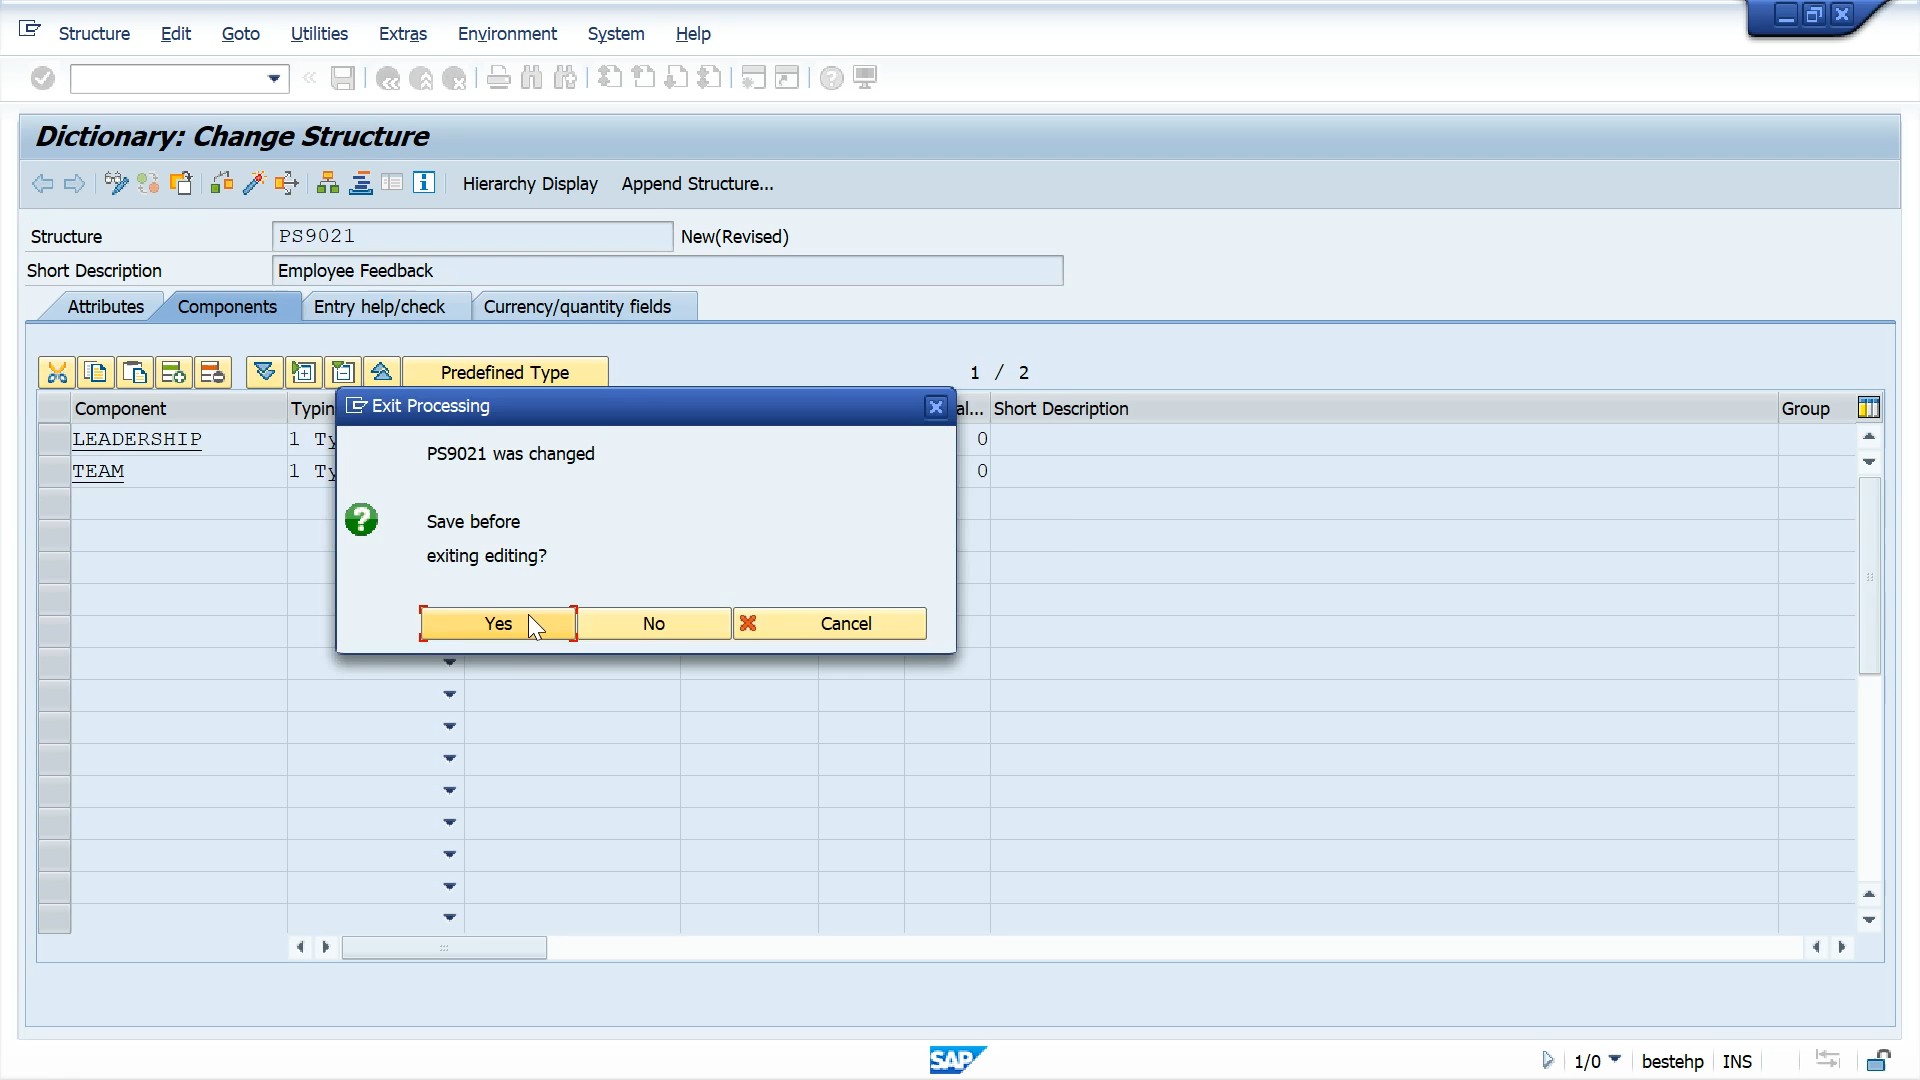 Structure Edit Goto Utilities Extras Environment System Help
Dictionary: Change Structure
Hierarchy Display Append Structure...
Structure PS9021 New(Revised)
Short Description Employee Feedback
Attributes Components Entry help/check Currency/quantity fields
Predefined Type 1 / 2
Component Typin al... Short Description Group
LEADERSHIP 1 Ty 0
TEAM 1 Ty 0
Exit Processing
PS9021 was changed
Save before
exiting editing?
Yes No Cancel
SAP 1/0 bestehp INS